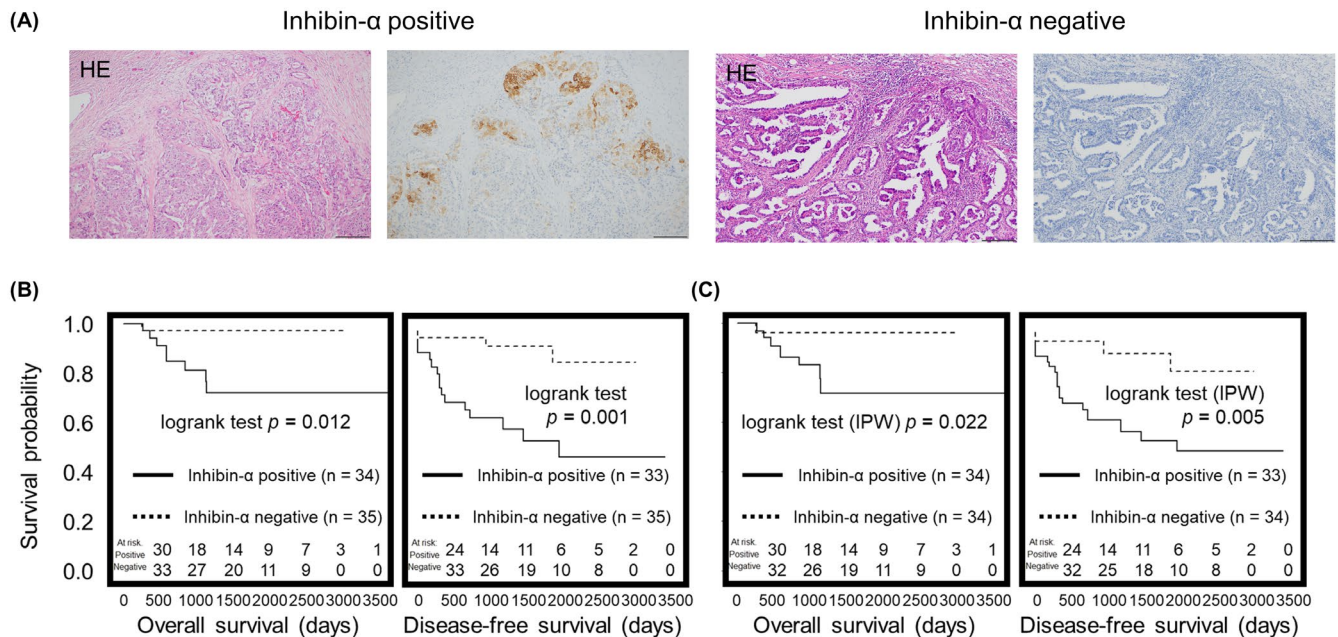 (A)
Inhibin-α positive
Inhibin-α negative
HE
HE
(B)
(C)
Survival probability
1.0
0.8
0.6
0.4
0.2
0.0
logrank test p = 0.012
Inhibin-α positive (n = 34)
Inhibin-α negative (n = 35)
At risk.
Positive 30 18 14 9 7 3 1
Negative 33 27 20 11 9 0 0
0 500 1000 1500 2000 2500 3000 3500
Overall survival (days)
logrank test
p = 0.001
Inhibin-α positive (n = 33)
Inhibin-α negative (n = 35)
24 14 11 6 5 2 0
33 26 19 10 8 0 0
0 500 1000 1500 2000 2500 3000 3500
Disease-free survival (days)
logrank test (IPW) p = 0.022
Inhibin-α positive (n = 34)
Inhibin-α negative (n = 34)
At risk.
Positive 30 18 14 9 7 3 1
Negative 32 26 19 11 9 0 0
0 500 1000 1500 2000 2500 3000 3500
Overall survival (days)
logrank test (IPW)
p = 0.005
Inhibin-α positive (n = 33)
Inhibin-α negative (n = 34)
At risk.
Positive 24 14 11 6 5 2 0
Negative 32 25 18 10 8 0 0
0 500 1000 1500 2000 2500 3000 3500
Disease-free survival (days)